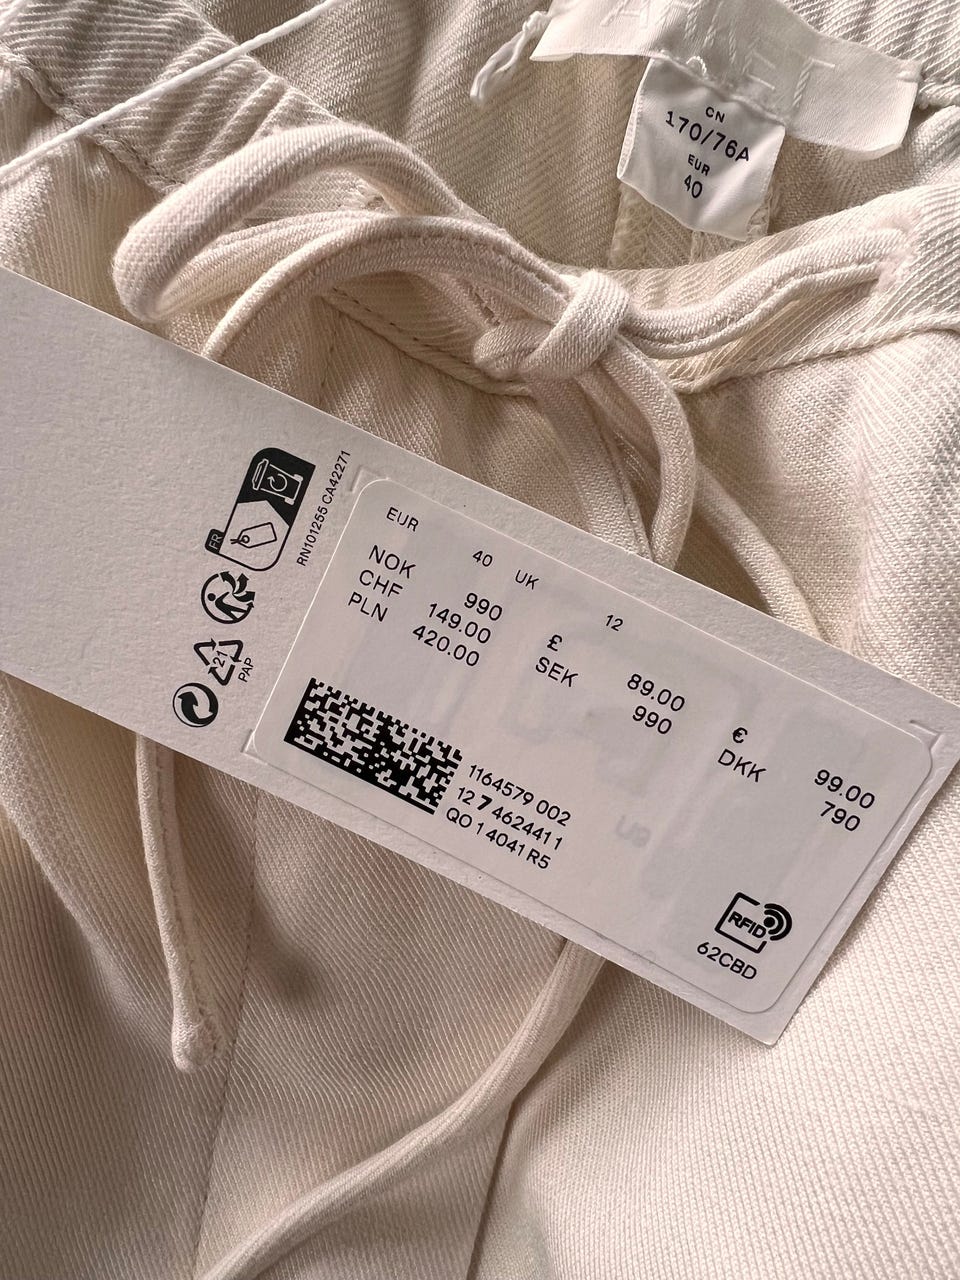 CN
170/76A
EUR
40
FR
RN101255 CA42271
21
PAP
EUR 40 UK 12
NOK 990 £ 89.00 € 99.00
CHF 149.00 SEK 990 DKK 790
PLN 420.00
1164579 002
12 7 462441 1
QO 1 4041 R5
RFID
62CBD